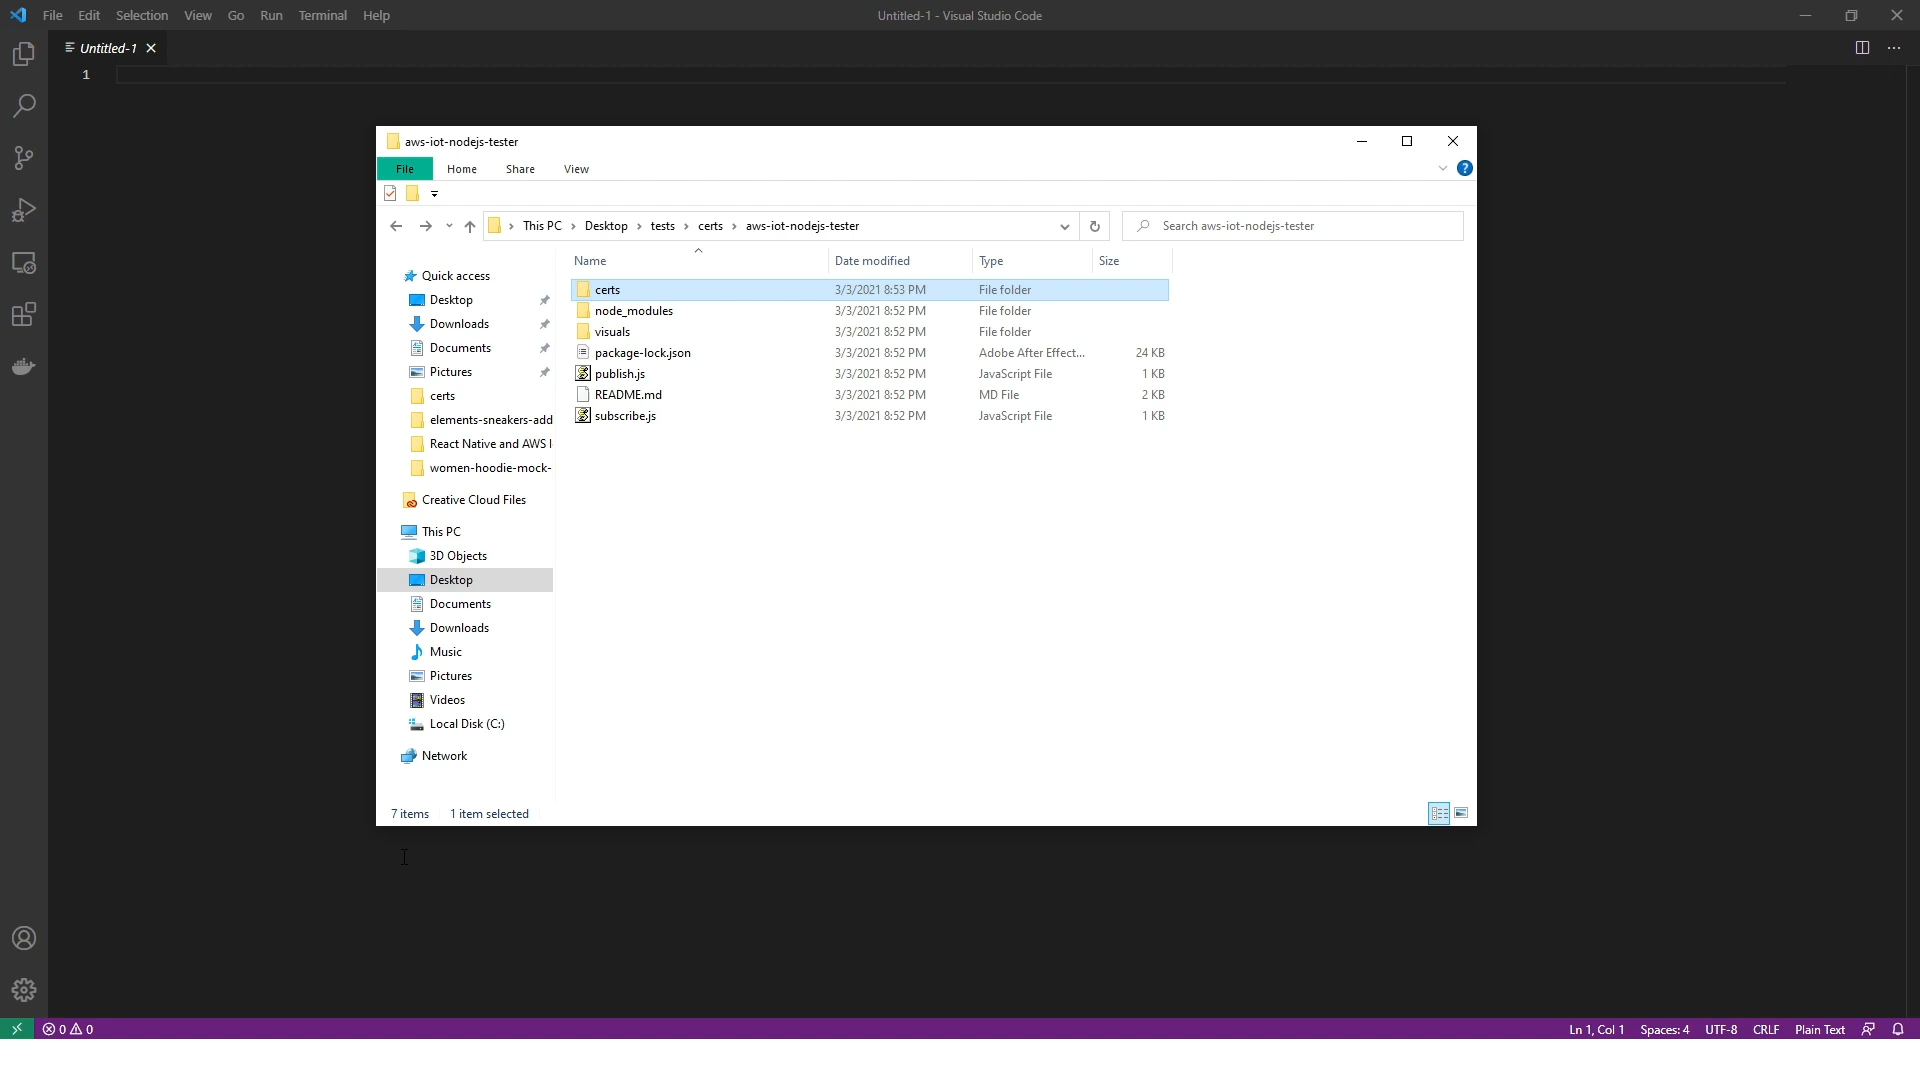 File Edit Selection View Go Run Terminal Help Untitled-1 - Visual Studio Code
Untitled-1
1
aws-iot-nodejs-tester
File Home Share View
This PC Desktop tests certs aws-iot-nodejs-tester Search aws-iot-nodejs-tester
Name Date modified Type Size
Quick access
Desktop
Downloads
Documents
Pictures
certs
elements-sneakers-add
React Native and AWS I
women-hoodie-mock-
Creative Cloud Files
This PC
3D Objects
Desktop
Documents
Downloads
Music
Pictures
Videos
Local Disk (C:)
Network
certs 3/3/2021 8:53 PM File folder
node_modules 3/3/2021 8:52 PM File folder
visuals 3/3/2021 8:52 PM File folder
package-lock.json 3/3/2021 8:52 PM Adobe After Effect... 24 KB
publish.js 3/3/2021 8:52 PM JavaScript File 1 KB
README.md 3/3/2021 8:52 PM MD File 2 KB
subscribe.js 3/3/2021 8:52 PM JavaScript File 1 KB
7 items 1 item selected
0 0 Ln 1, Col 1 Spaces: 4 UTF-8 CRLF Plain Text